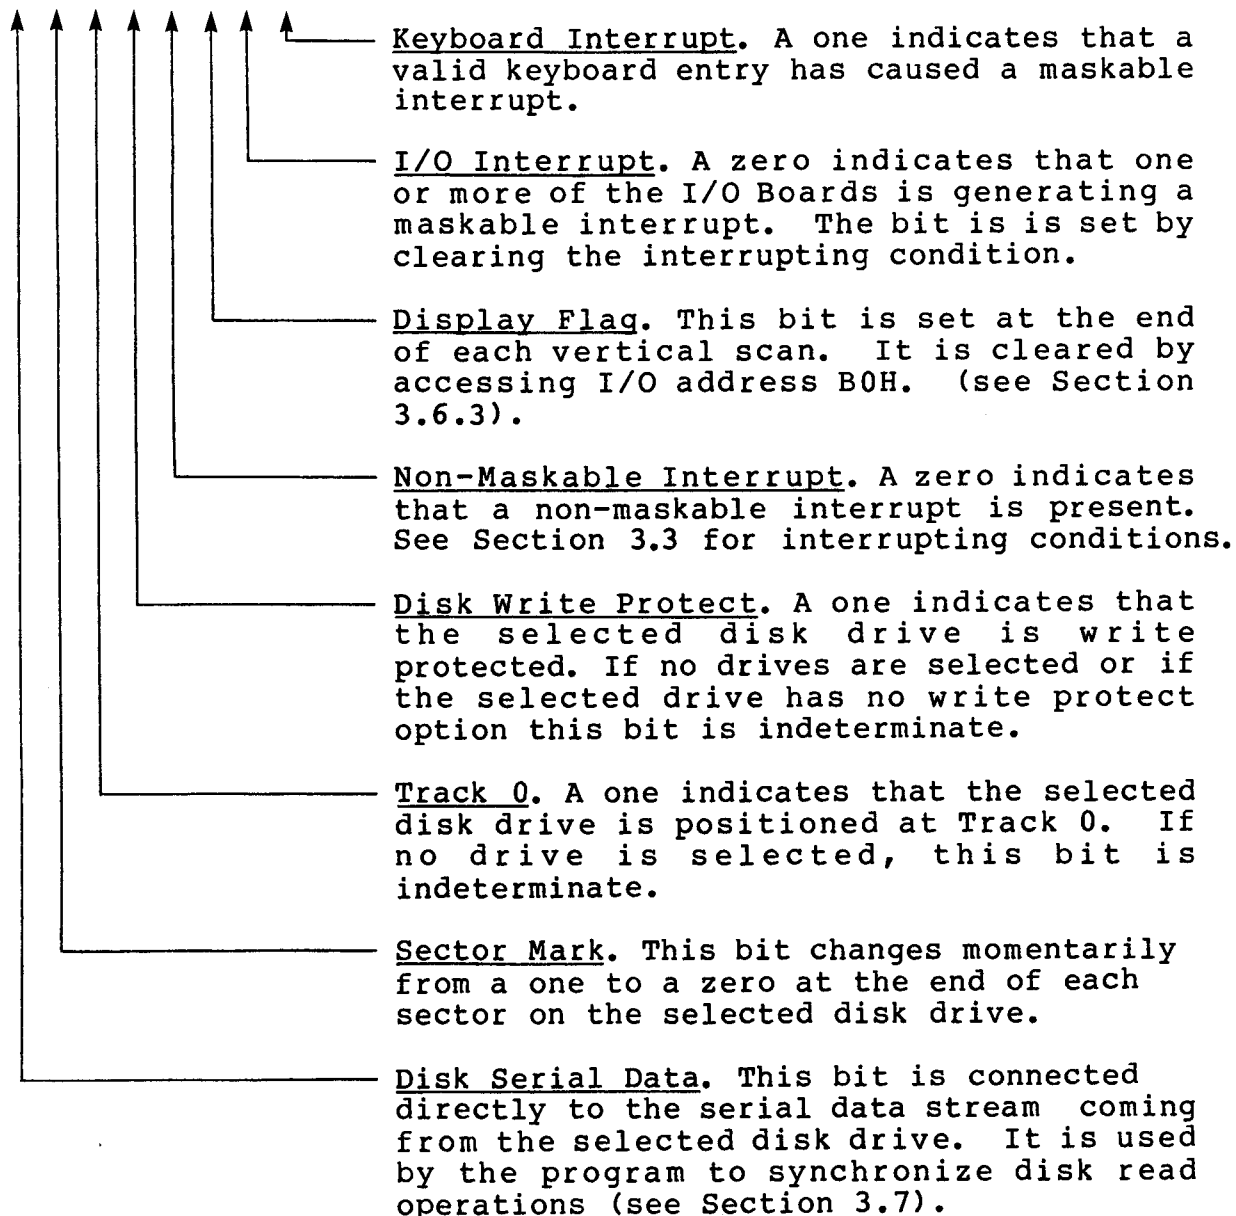 Keyboard Interrupt. A one indicates that a
valid keyboard entry has caused a maskable
interrupt.
I/O Interrupt. A zero indicates that one
or more of the I/O Boards is generating a
maskable interrupt. The bit is is set by
clearing the interrupting condition.
Display Flag. This bit is set at the end
of each vertical scan. It is cleared by
accessing I/O address B0H. (see Section
3.6.3).
Non-Maskable Interrupt. A zero indicates
that a non-maskable interrupt is present.
See Section 3.3 for interrupting conditions.
Disk Write Protect. A one indicates that
the selected disk drive is write
protected. If no drives are selected or if
the selected drive has no write protect
option this bit is indeterminate.
Track 0. A one indicates that the selected
disk drive is positioned at Track 0. If
no drive is selected, this bit is
indeterminate.
Sector Mark. This bit changes momentarily
from a one to a zero at the end of each
sector on the selected disk drive.
Disk Serial Data. This bit is connected
directly to the serial data stream coming
from the selected disk drive. It is used
by the program to synchronize disk read
operations (see Section 3.7).